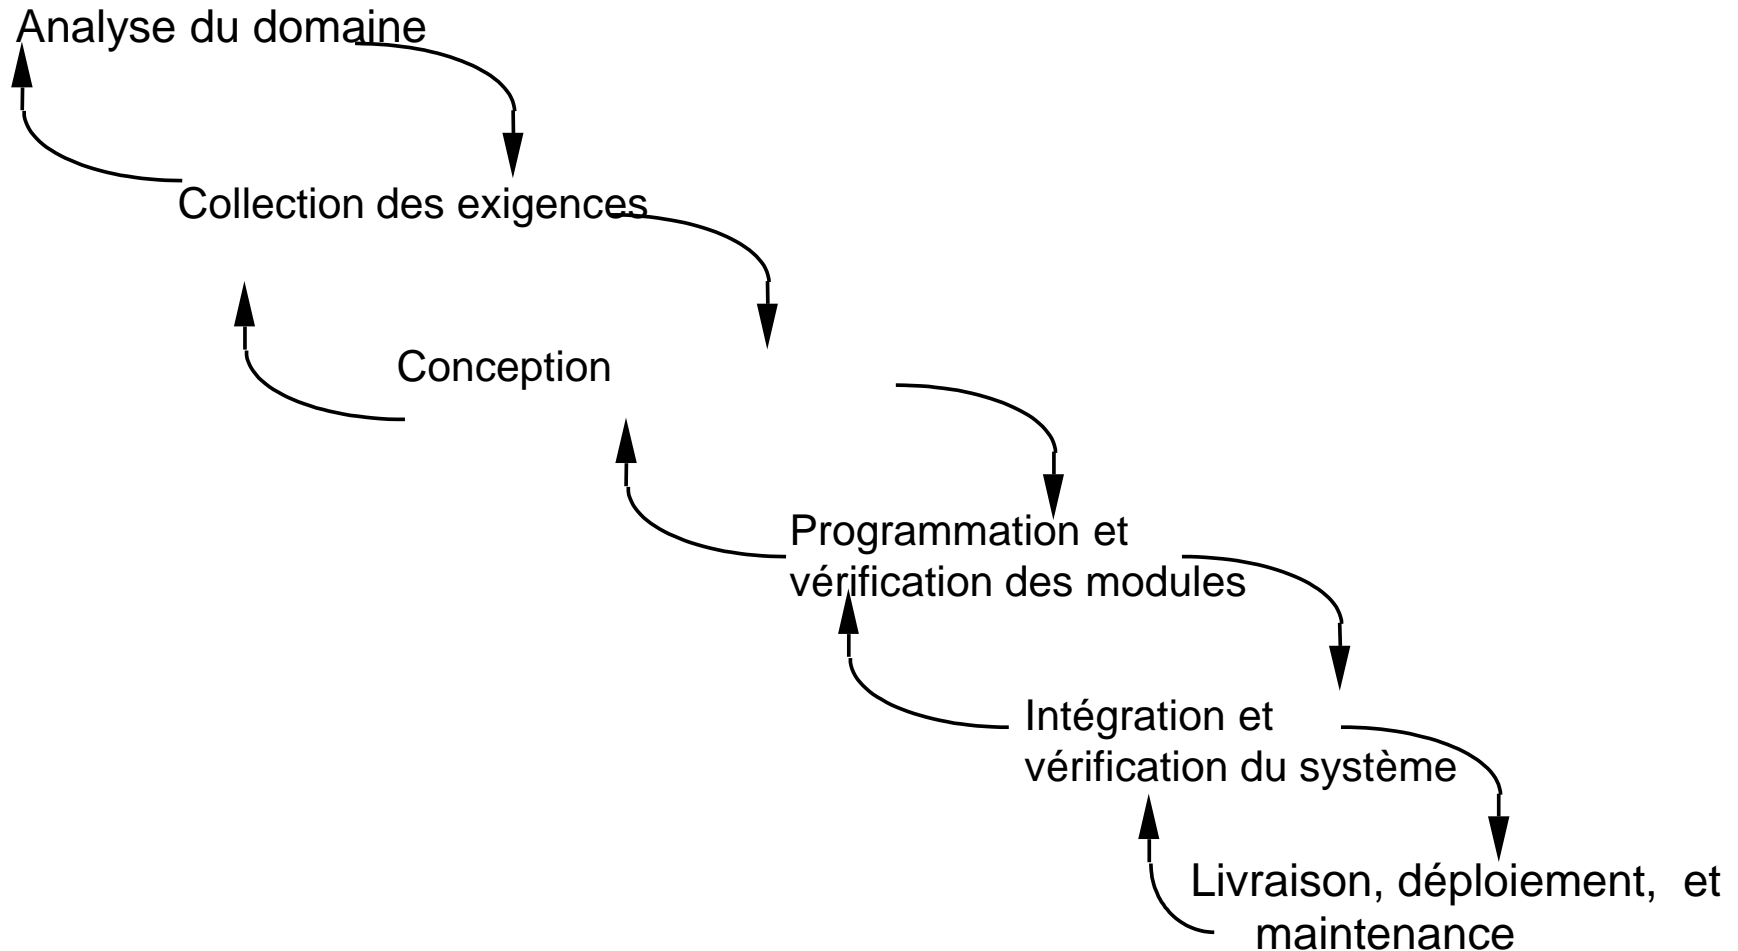 Analyse du domaine
Collection des exigences
Conception
Programmation et
vérification des modules
Intégration et
vérification du système
Livraison, déploiement, et
maintenance